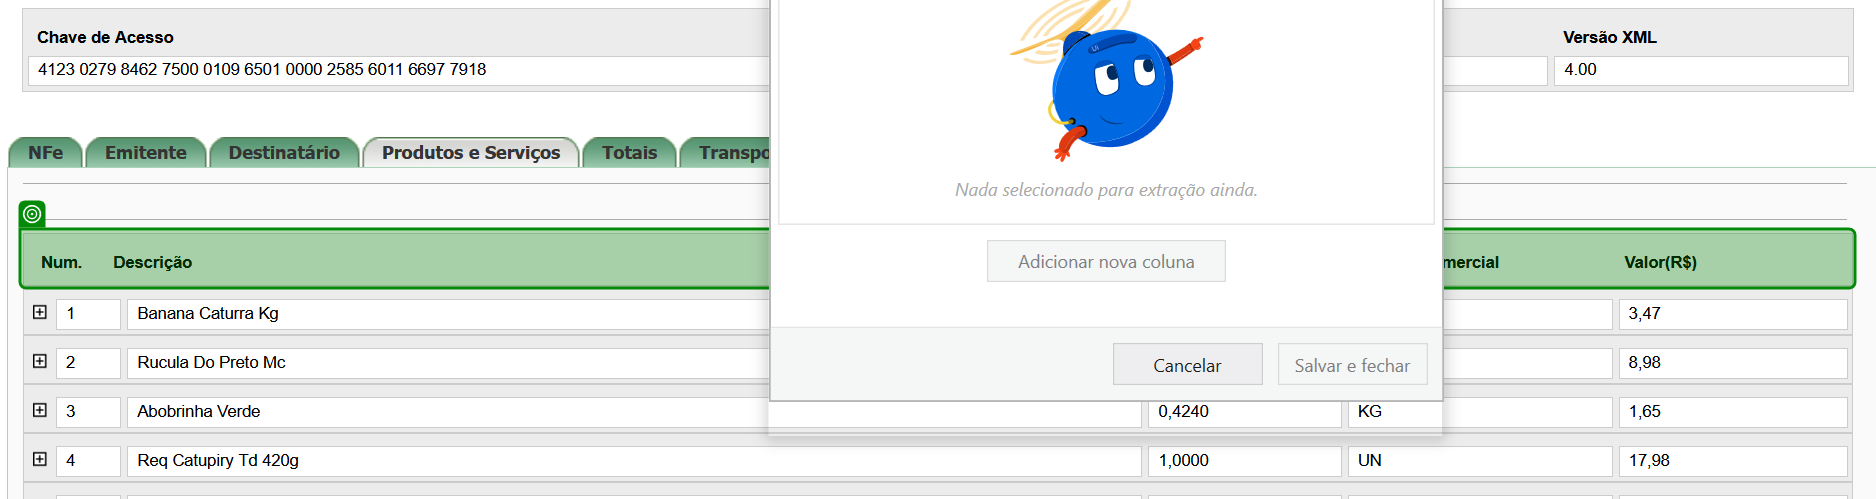 Chave de Acesso
Versão XML
4123 0279 8462 7500 0109 6501 0000 2585 6011 6697 7918
4.00
Ui
NFe
Emitente
Destinatário
Produtos e Serviços
Totais
Transpo
Nada selecionado para extração ainda.
Adicionar nova coluna
Num.
Descrição
mercial
Valor(R$)
1
Banana Caturra Kg
3,47
2
Rucula Do Preto Mc
8,98
Cancelar
Salvar e fechar
3
Abobrinha Verde
0,4240
KG
1,65
4
Req Catupiry Td 420g
1,0000
UN
17,98